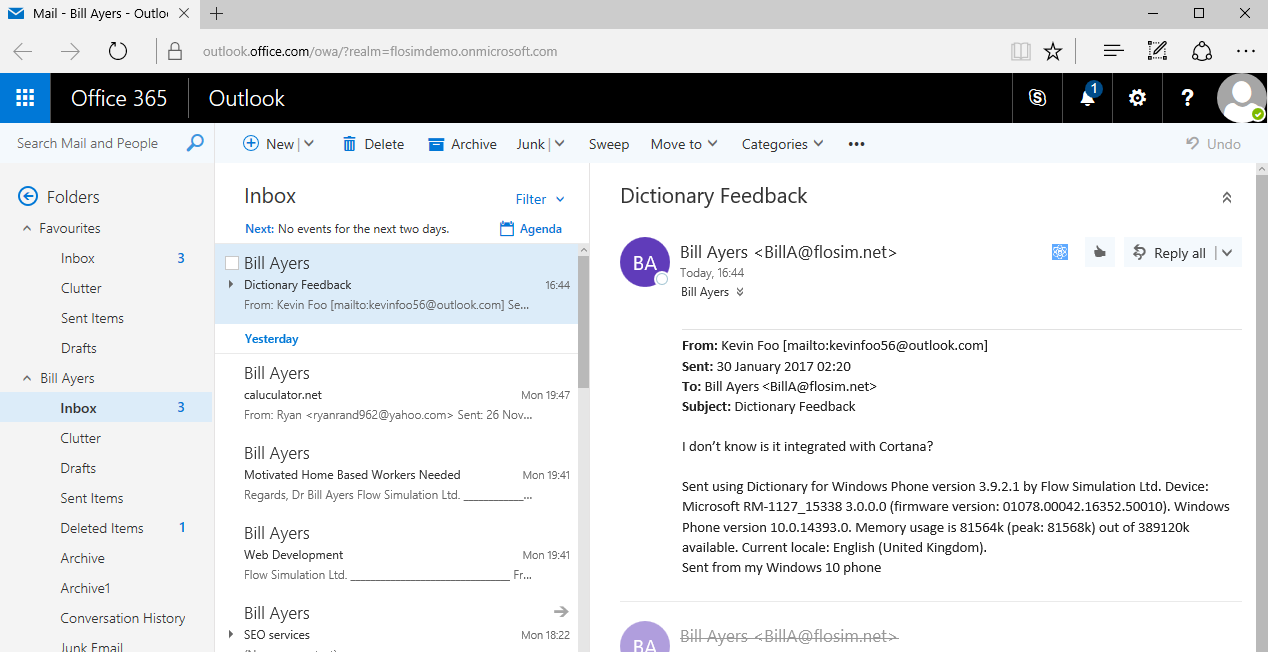 Mail - Bill Ayers - Outlo
outlook.office.com/owa/?realm=flosimdemo.onmicrosoft.com
Office 365
Outlook
1
?
Search Mail and People
New
Delete
Archive
Junk
Sweep
Move to
Categories
Undo
Folders
Favourites
Inbox 3
Clutter
Sent Items
Drafts
Bill Ayers
Inbox 3
Clutter
Drafts
Sent Items
Deleted Items 1
Archive
Archive1
Conversation History
Junk Email
Inbox
Filter
Next: No events for the next two days.
Agenda
Bill Ayers
Dictionary Feedback 16:44
From: Kevin Foo [mailto:kevinfoo56@outlook.com] Se...
Yesterday
Bill Ayers
caluculator.net Mon 19:47
From: Ryan <ryanrand962@yahoo.com> Sent: 26 Nov...
Bill Ayers
Motivated Home Based Workers Needed Mon 19:41
Regards, Dr Bill Ayers Flow Simulation Ltd. ___________...
Bill Ayers
Web Development Mon 19:41
Flow Simulation Ltd. _____________________________ Fr...
Bill Ayers
SEO services Mon 18:22
Dictionary Feedback
BA
Bill Ayers <BillA@flosim.net>
Today, 16:44
Bill Ayers
Reply all
From: Kevin Foo [mailto:kevinfoo56@outlook.com]
Sent: 30 January 2017 02:20
To: Bill Ayers <BillA@flosim.net>
Subject: Dictionary Feedback
I don’t know is it integrated with Cortana?
Sent using Dictionary for Windows Phone version 3.9.2.1 by Flow Simulation Ltd. Device:
Microsoft RM-1127_15338 3.0.0.0 (firmware version: 01078.00042.16352.50010). Windows
Phone version 10.0.14393.0. Memory usage is 81564k (peak: 81568k) out of 389120k
available. Current locale: English (United Kingdom).
Sent from my Windows 10 phone
BA
Bill Ayers <BillA@flosim.net>